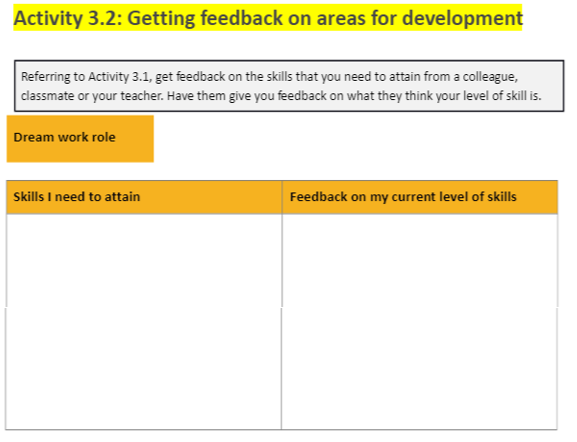 Activity 3.2: Getting feedback on areas for development
Referring to Activity 3.1, get feedback on the skills that you need to attain from a colleague,
classmate or your teacher. Have them give you feedback on what they think your level of skill is.
Dream work role
Skills I need to attain
Feedback on my current level of skills